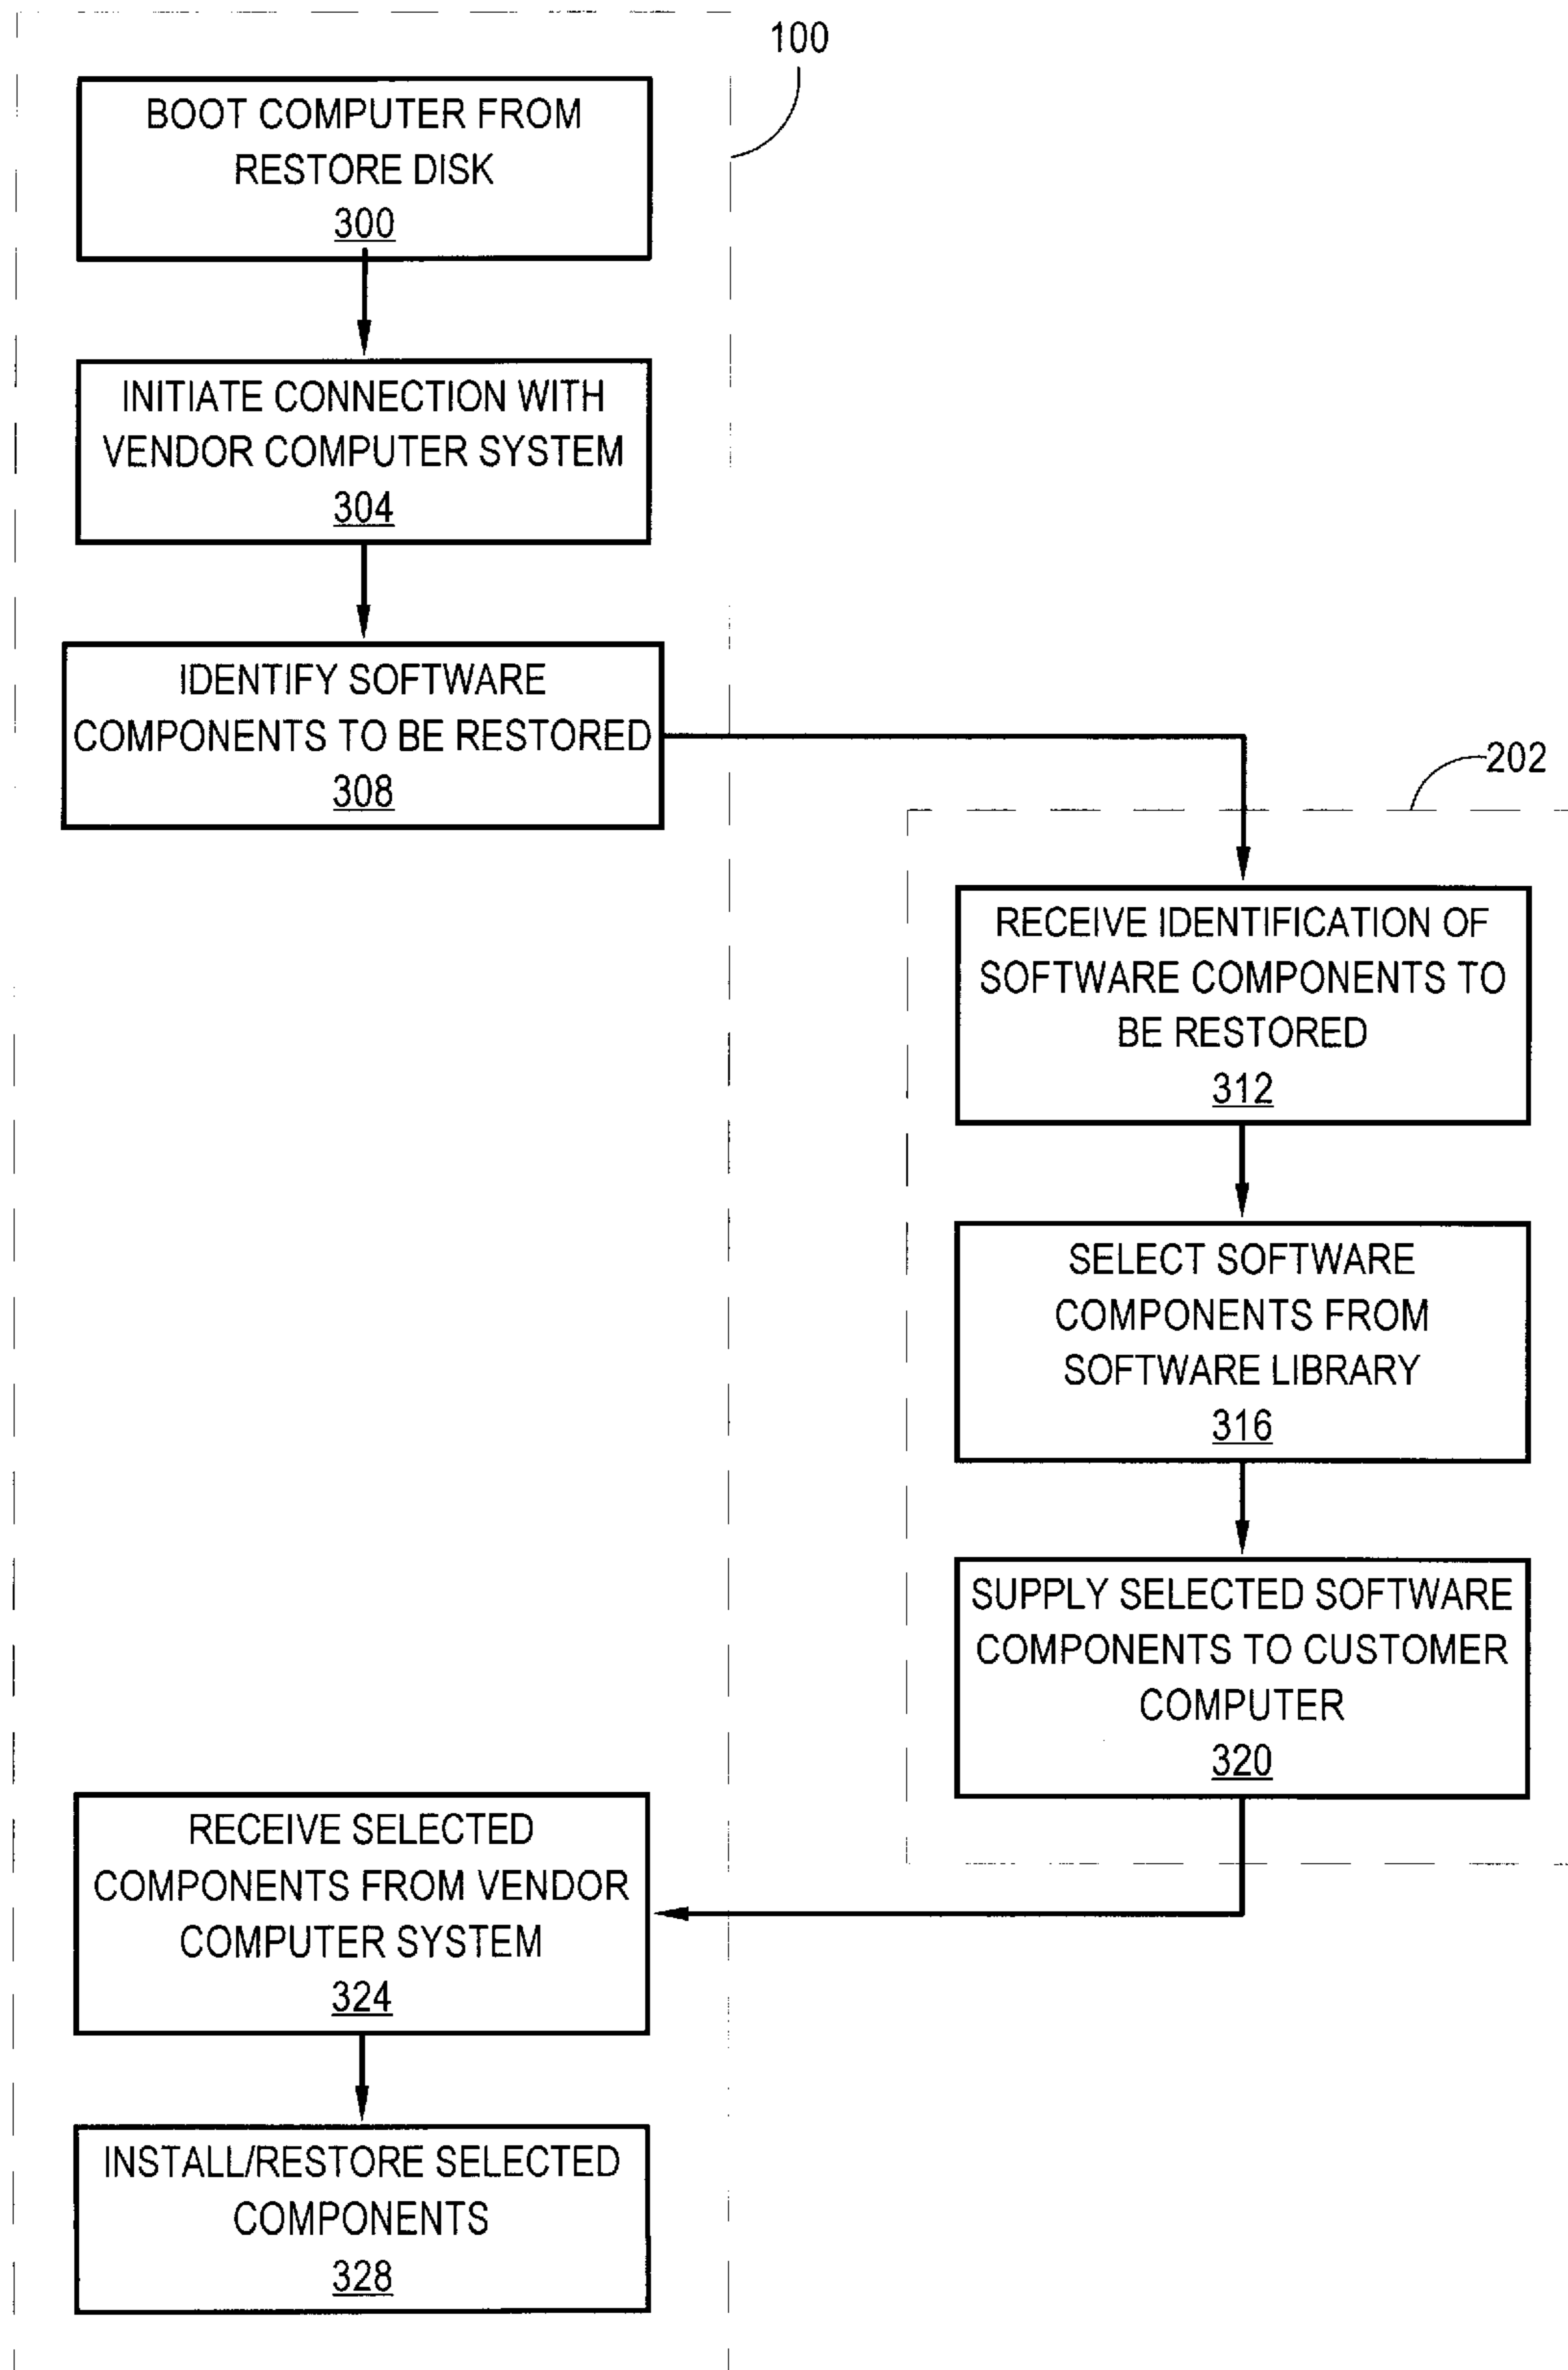 100
BOOT COMPUTER FROM
RESTORE DISK
300
INITIATE CONNECTION WITH
VENDOR COMPUTER SYSTEM
304
IDENTIFY SOFTWARE
COMPONENTS TO BE RESTORED
308
202
RECEIVE IDENTIFICATION OF
SOFTWARE COMPONENTS TO
BE RESTORED
312
SELECT SOFTWARE
COMPONENTS FROM
SOFTWARE LIBRARY
316
SUPPLY SELECTED SOFTWARE
COMPONENTS TO CUSTOMER
COMPUTER
320
RECEIVE SELECTED
COMPONENTS FROM VENDOR
COMPUTER SYSTEM
324
INSTALL/RESTORE SELECTED
COMPONENTS
328